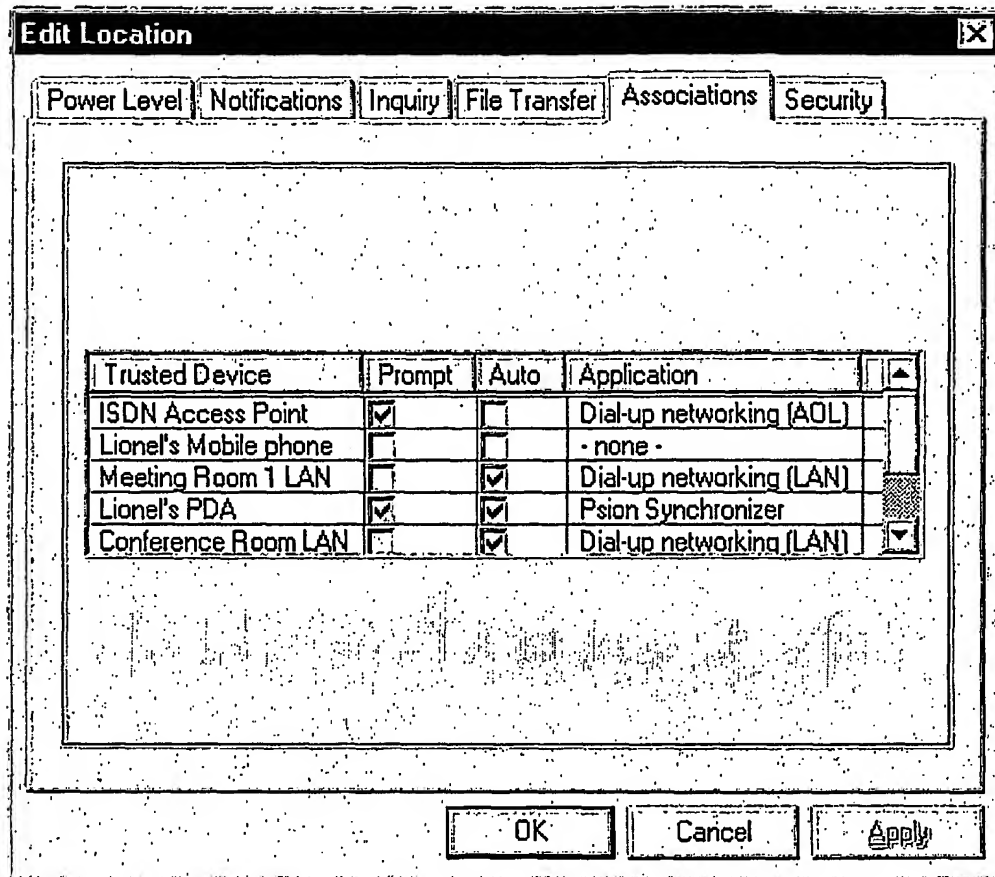 Edit Location
Power Level Notifications Inquiry File Transfer Associations Security
Trusted Device Prompt Auto Application
ISDN Access Point Dial-up networking (AOL)
Lionel's Mobile phone - none -
Meeting Room 1 LAN Dial-up networking (LAN)
Lionel's PDA Psion Synchronizer
Conference Room LAN Dial-up networking (LAN)
OK Cancel Apply